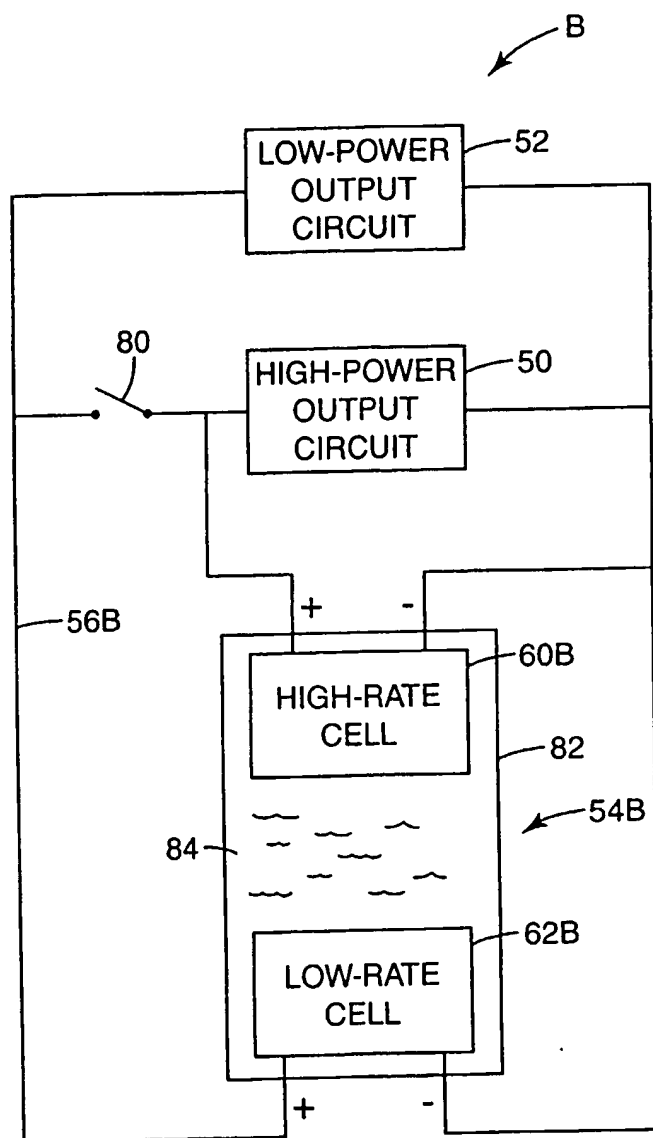 B
LOW-POWER
OUTPUT
CIRCUIT
52
80
HIGH-POWER
OUTPUT
CIRCUIT
50
56B
+ -
HIGH-RATE
CELL
60B
82
54B
84
62B
LOW-RATE
CELL
+ -